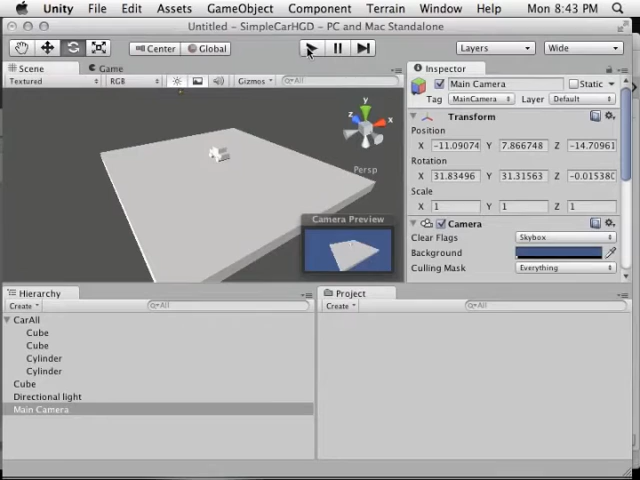 Unity File Edit Assets GameObject Component Terrain Window Help Mon 8:43 PM
Untitled - SimpleCarHGD - PC and Mac Standalone
Center Global Layers Wide
Scene Game
Textured RGB Gizmos All
y
z x
Persp
Camera Preview
Inspector
Main Camera Static
Tag MainCamera Layer Default
Transform
Position
X -11.09074 Y 7.866748 Z -14.70961
Rotation
X 31.83496 Y 31.31563 Z -0.015380
Scale
X 1 Y 1 Z 1
Camera
Clear Flags Skybox
Background
Culling Mask Everything
Hierarchy
Create All
CarAll
Cube
Cube
Cylinder
Cylinder
Cube
Directional light
Main Camera
Project
Create All